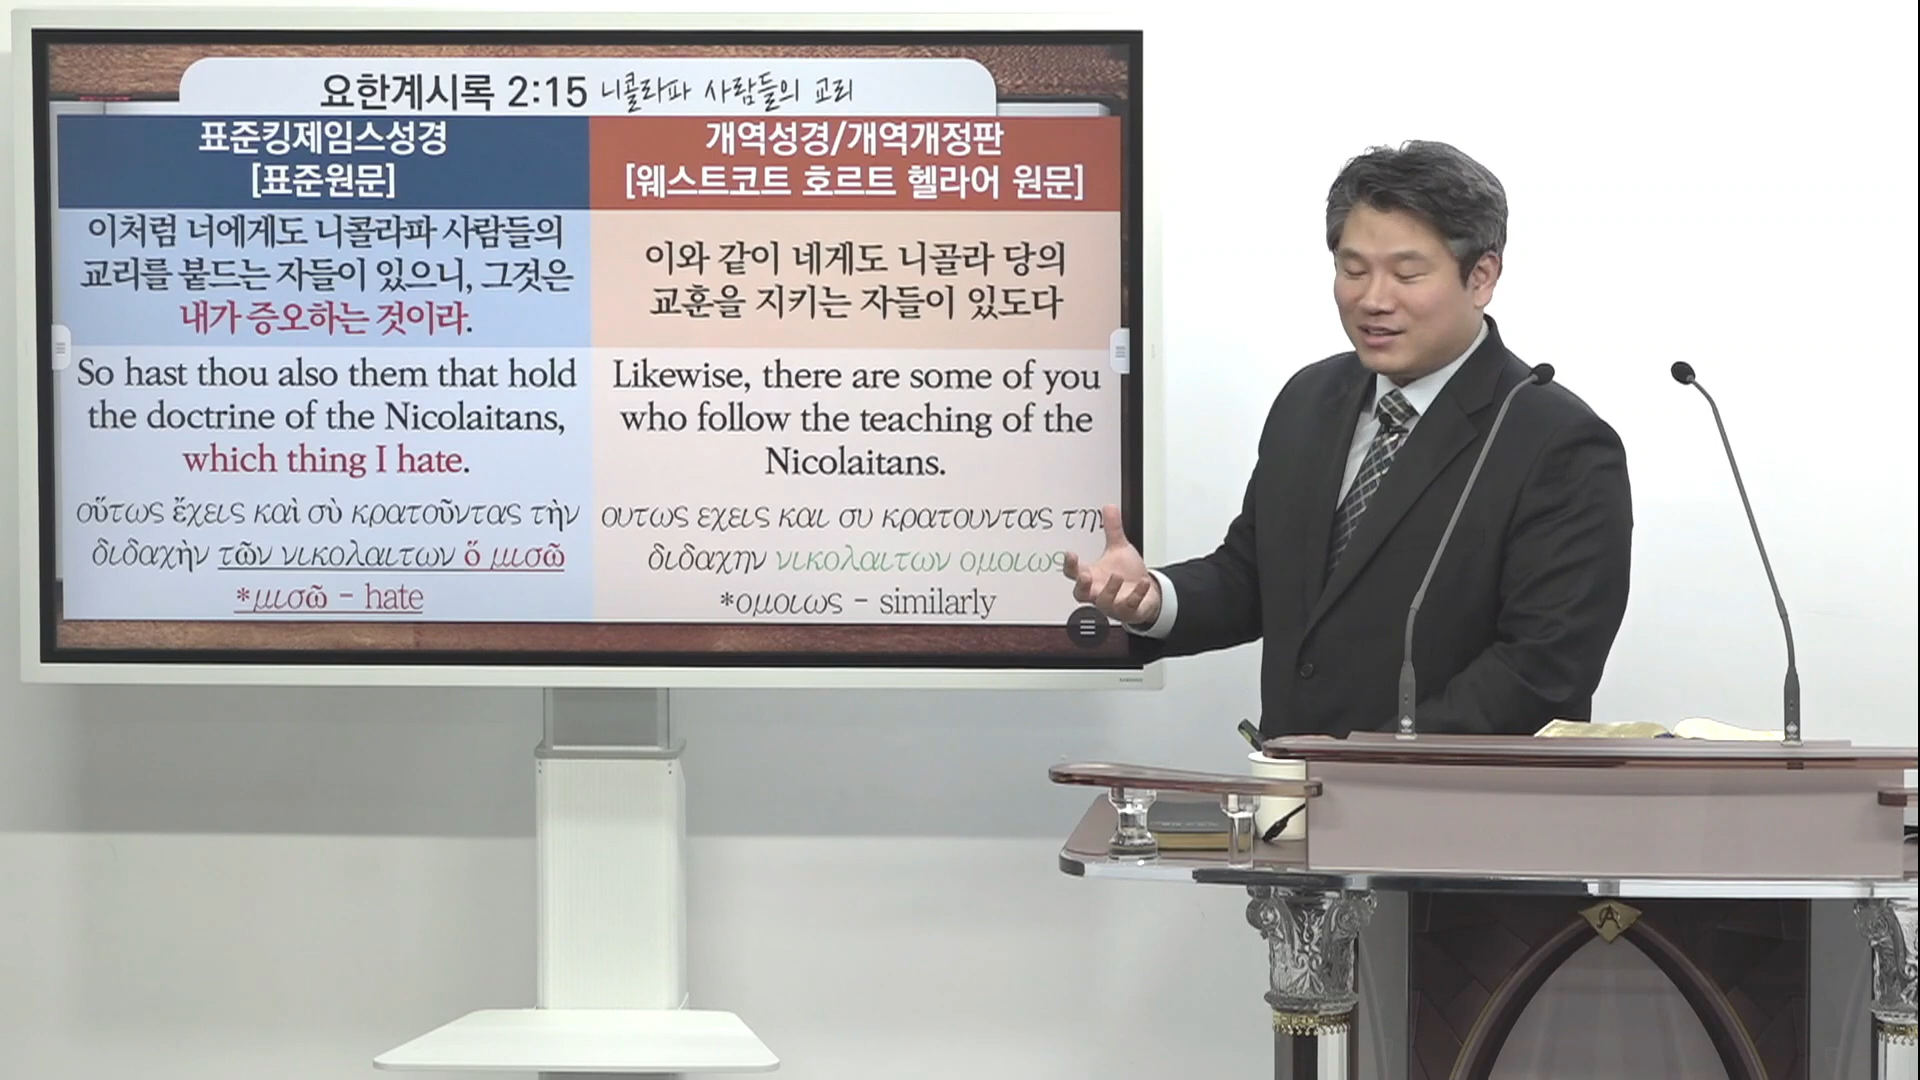 요한계시록 2:15 니콜라파 사람들의 교리
표준킹제임스성경
[표준원문]
이처럼 너에게도 니콜라파 사람들의
교리를 붙드는 자들이 있으니, 그것은
내가 증오하는 것이라.
So hast thou also them that hold
the doctrine of the Nicolaitans,
which thing I hate.
οὕτως ἔχεις καὶ σὺ κρατοῦντας τὴν
διδαχὴν τῶν νικολαιτων ὅ μισῶ
*μισῶ - hate
개역성경/개역개정판
[웨스트코트 호르트 헬라어 원문]
이와 같이 네게도 니골라 당의
교훈을 지키는 자들이 있도다
Likewise, there are some of you
who follow the teaching of the
Nicolaitans.
ουτως εχεις και συ κρατουντας την
διδαχην νικολαιτων ομοιως
*ομοιως - similarly
SAMSUNG